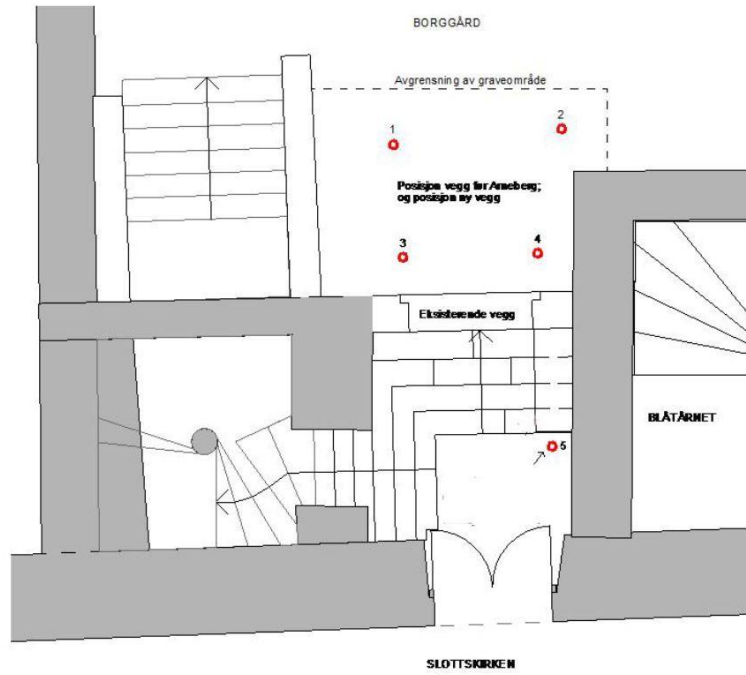 BORGGÅRD
Avgrensning av graveområde
1
2
Posisjon vegg før Arneberg;
og posisjon ny vegg
3
4
Eksisterende vegg
BLÅTÅRNET
5
SLOTTSKIRKEN